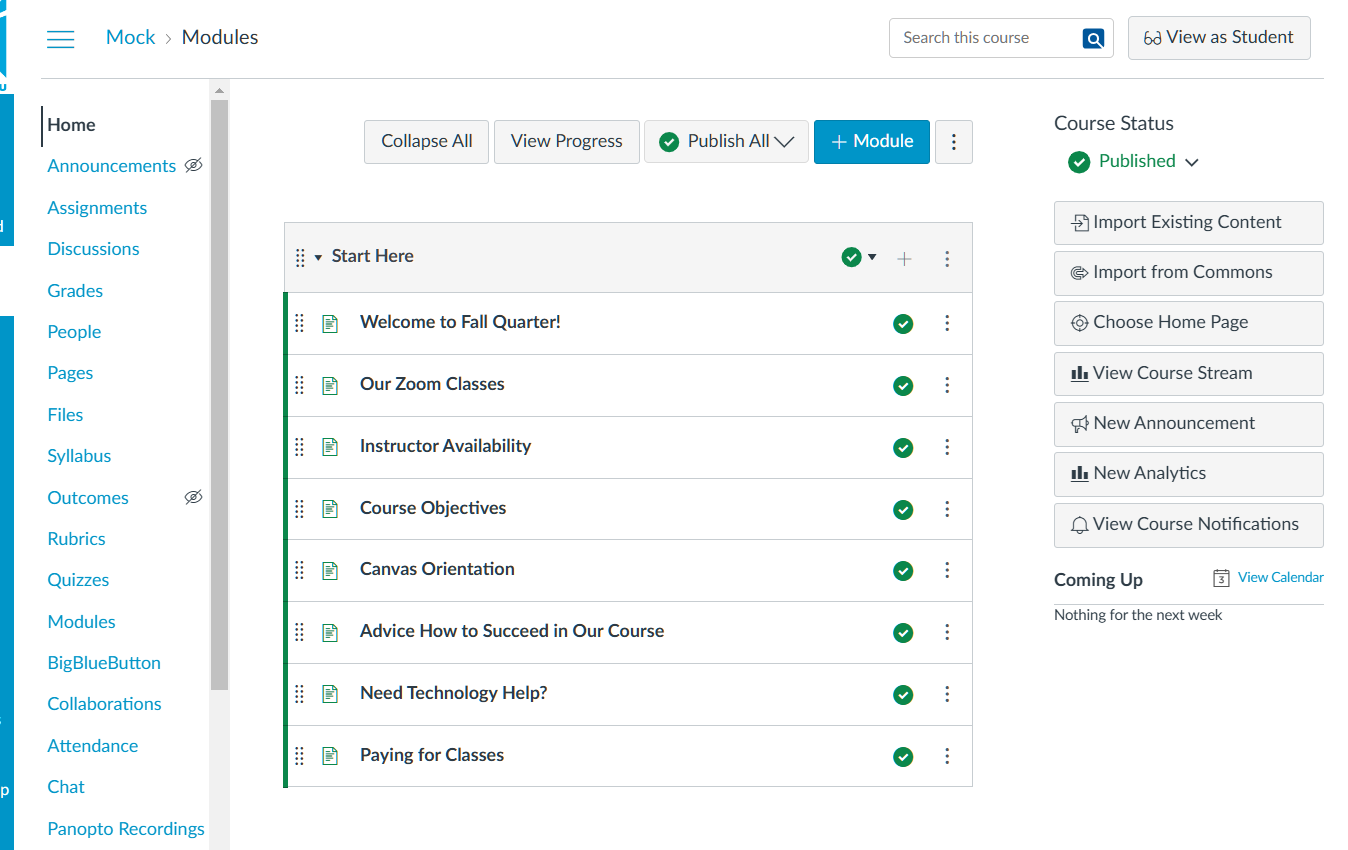 Mock › Modules
Search this course
View as Student
Home
Announcements
Assignments
Discussions
Grades
People
Pages
Files
Syllabus
Outcomes
Rubrics
Quizzes
Modules
BigBlueButton
Collaborations
Attendance
Chat
Panopto Recordings
Collapse All
View Progress
Publish All
+ Module
Start Here
Welcome to Fall Quarter!
Our Zoom Classes
Instructor Availability
Course Objectives
Canvas Orientation
Advice How to Succeed in Our Course
Need Technology Help?
Paying for Classes
Course Status
Published
Import Existing Content
Import from Commons
Choose Home Page
View Course Stream
New Announcement
New Analytics
View Course Notifications
Coming Up
3 View Calendar
Nothing for the next week